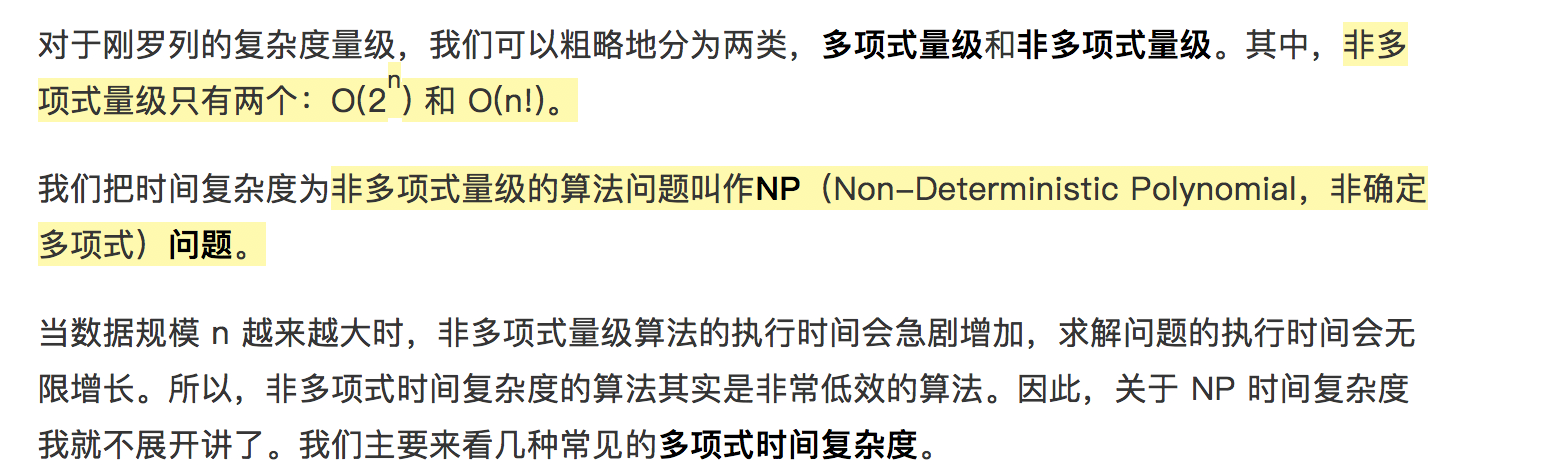 对于刚罗列的复杂度量级，我们可以粗略地分为两类，多项式量级和非多项式量级。其中，非多
项式量级只有两个：O(2ⁿ) 和 O(n!)。
我们把时间复杂度为非多项式量级的算法问题叫作NP（Non-Deterministic Polynomial，非确定
多项式）问题。
当数据规模 n 越来越大时，非多项式量级算法的执行时间会急剧增加，求解问题的执行时间会无
限增长。所以，非多项式时间复杂度的算法其实是非常低效的算法。因此，关于 NP 时间复杂度
我就不展开讲了。我们主要来看几种常见的多项式时间复杂度。